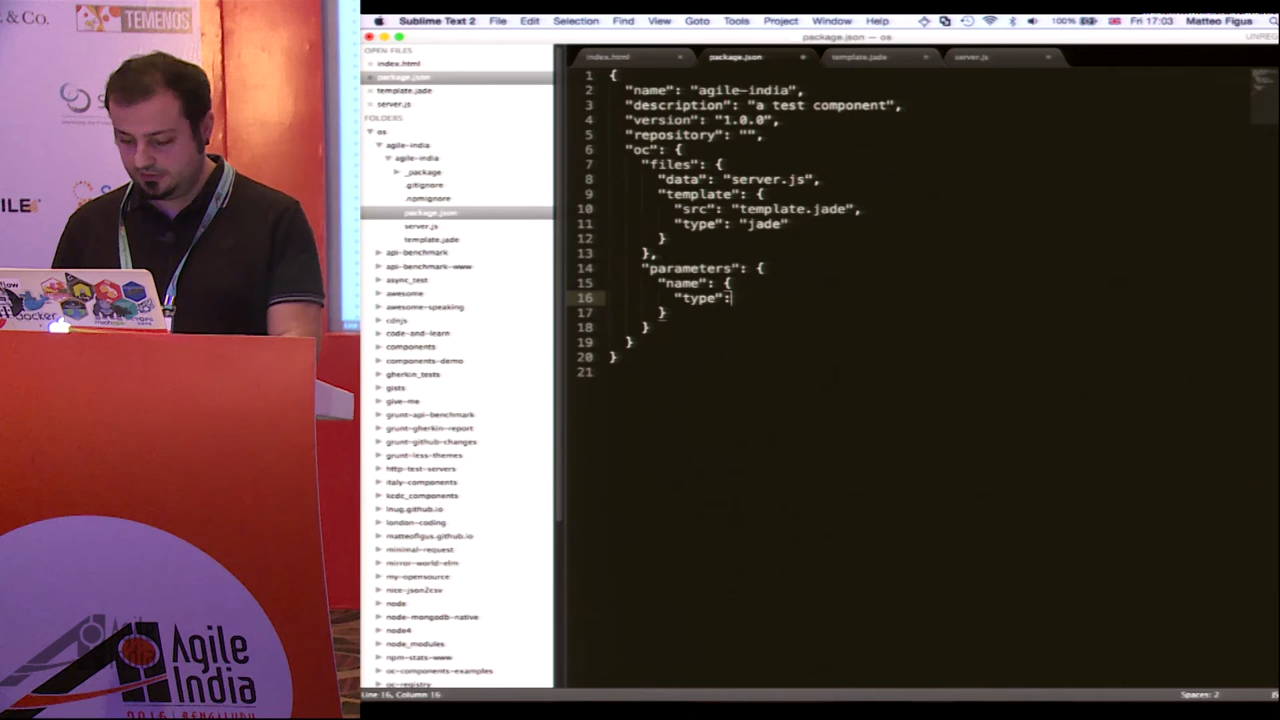 & Co.
TEMENOS
AGILE
docker
Agile
India
2016 | BENGALURU
Sublime Text 2 File Edit Selection Find View Goto Tools Project Window Help 100% Fri 17:03 Matteo Figus
package.json — os
UNREG
OPEN FILES
index.html
package.json
template.jade
server.js
FOLDERS
os
agile-india
agile-india
_package
.gitignore
.npmignore
package.json
server.js
template.jade
api-benchmark
api-benchmark-www
async_test
awesome
awesome-speaking
cdnjs
code-and-learn
components
components-demo
gherkin_tests
gists
give-me
grunt-api-benchmark
grunt-gherkin-report
grunt-github-changes
grunt-less-themes
http-test-servers
italy-components
kcdc_components
lnug.github.io
london-coding
matteofigus.github.io
minimal-request
mirror-world-elm
my-opensource
nice-json2csv
node
node-mongodb-native
node4
node_modules
npm-stats-www
oc-components-examples
oc-registry
index.html package.json template.jade server.js
1 {
2 "name": "agile-india",
3 "description": "a test component",
4 "version": "1.0.0",
5 "repository": "",
6 "oc": {
7 "files": {
8 "data": "server.js",
9 "template": {
10 "src": "template.jade",
11 "type": "jade"
12 }
13 },
14 "parameters": {
15 "name": {
16 "type":
17 }
18 }
19 }
20 }
21
Line 16, Column 16
Spaces: 2
JS